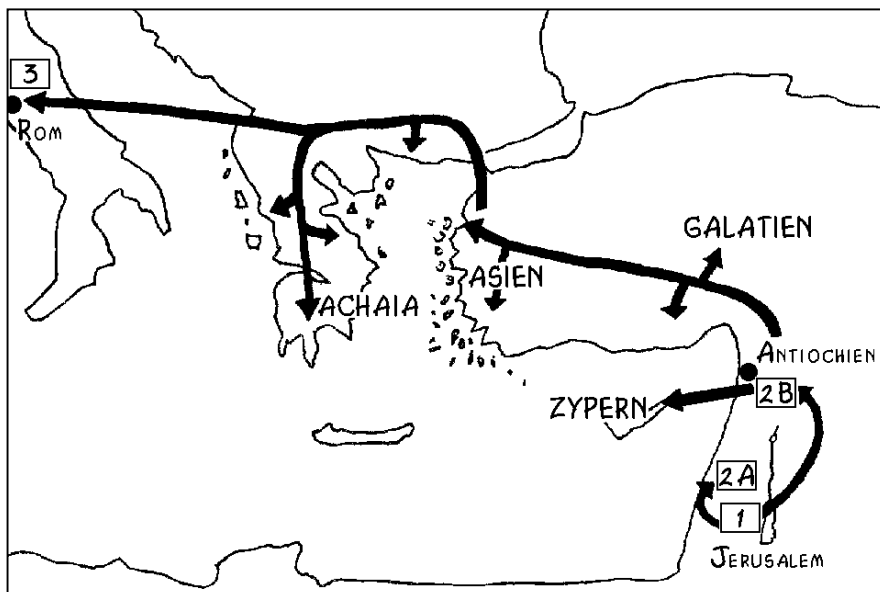 3
ROM
GALATIEN
ASIEN
ACHAIA
ANTIOCHIEN
2B
ZYPERN
2A
1
JERUSALEM